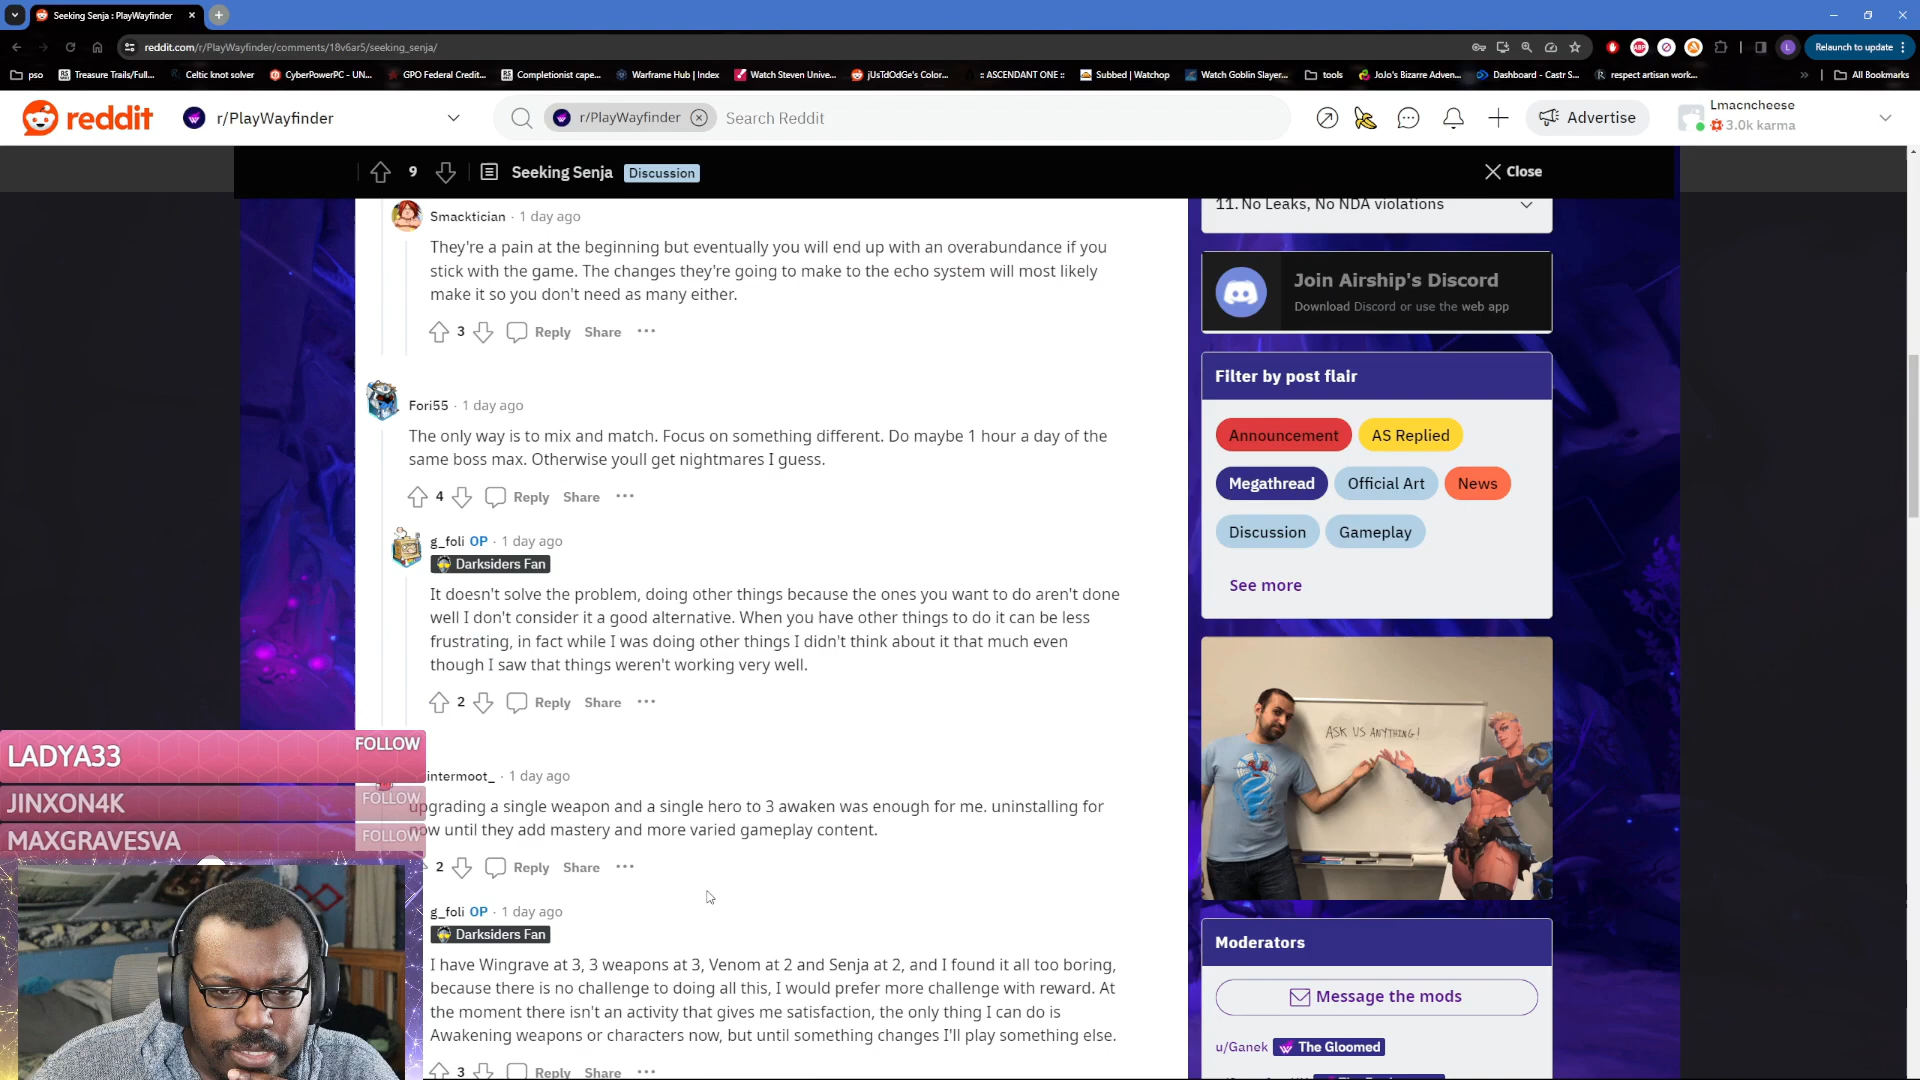 Seeking Senja : PlayWayfinder
reddit.com/r/PlayWayfinder/comments/18v6ar5/seeking_senja/
Relaunch to update
pso
Treasure Trails/Full...
Celtic knot solver
CyberPowerPC - UN...
GPO Federal Credit...
Completionist cape...
Warframe Hub | Index
Watch Steven Unive...
jUsTdOdGe's Color...
:: ASCENDANT ONE ::
Subbed | Watchop
Watch Goblin Slayer...
tools
JoJo's Bizarre Adven...
Dashboard - Castr S...
respect artisan work...
All Bookmarks
reddit
r/PlayWayfinder
r/PlayWayfinder
Search Reddit
Advertise
Lmacncheese
3.0k karma
9
Seeking Senja
Discussion
Close
Smacktician · 1 day ago
They're a pain at the beginning but eventually you will end up with an overabundance if you
stick with the game. The changes they're going to make to the echo system will most likely
make it so you don't need as many either.
3
Reply
Share
Fori55 · 1 day ago
The only way is to mix and match. Focus on something different. Do maybe 1 hour a day of the
same boss max. Otherwise youll get nightmares I guess.
4
Reply
Share
g_foli OP · 1 day ago
Darksiders Fan
It doesn't solve the problem, doing other things because the ones you want to do aren't done
well I don't consider it a good alternative. When you have other things to do it can be less
frustrating, in fact while I was doing other things I didn't think about it that much even
though I saw that things weren't working very well.
2
Reply
Share
intermoot_ · 1 day ago
upgrading a single weapon and a single hero to 3 awaken was enough for me. uninstalling for
now until they add mastery and more varied gameplay content.
2
Reply
Share
g_foli OP · 1 day ago
Darksiders Fan
I have Wingrave at 3, 3 weapons at 3, Venom at 2 and Senja at 2, and I found it all too boring,
because there is no challenge to doing all this, I would prefer more challenge with reward. At
the moment there isn't an activity that gives me satisfaction, the only thing I can do is
Awakening weapons or characters now, but until something changes I'll play something else.
3
Reply
Share
LADYA33
FOLLOW
JINXON4K
FOLLOW
MAXGRAVESVA
FOLLOW
11. No Leaks, No NDA violations
Join Airship's Discord
Download Discord or use the web app
Filter by post flair
Announcement
AS Replied
Megathread
Official Art
News
Discussion
Gameplay
See more
ASK US ANYTHING!
Moderators
Message the mods
u/Ganek
The Gloomed